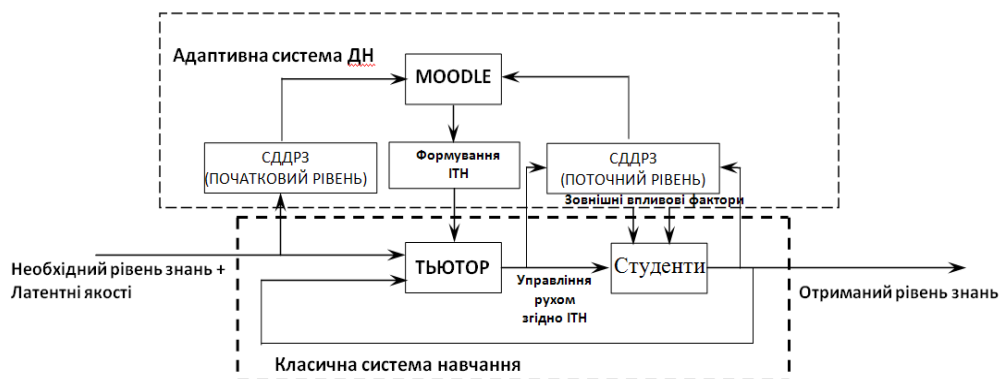 Адаптивна система ДН
MOODLE
СДДРЗ
(ПОЧАТКОВИЙ РІВЕНЬ)
Формування
ІТН
СДДРЗ
(ПОТОЧНИЙ РІВЕНЬ)
Зовнішні впливові фактори
Необхідний рівень знань +
Латентні якості
ТЬЮТОР
Управління
рухом
згідно ІТН
Студенти
Отриманий рівень знань
Класична система навчання